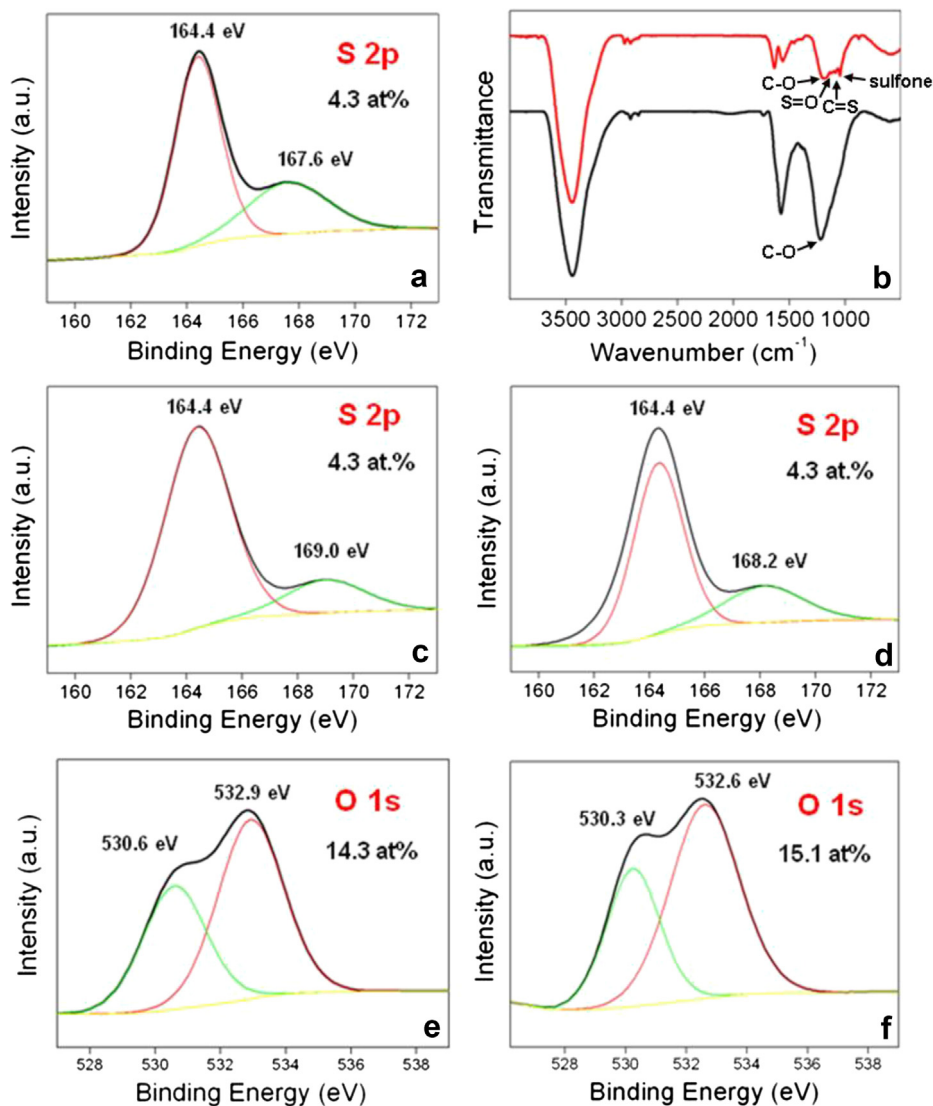 164.4 eV
S 2p
4.3 at%
167.6 eV
Intensity (a.u.)
a
160 162 164 166 168 170 172
Binding Energy (eV)
C-O
S=O
C=S
sulfone
Transmittance
C-O
b
3500 3000 2500 2000 1500 1000
Wavenumber (cm-1)
164.4 eV
S 2p
4.3 at.%
169.0 eV
Intensity (a.u.)
c
160 162 164 166 168 170 172
Binding Energy (eV)
164.4 eV
S 2p
4.3 at.%
168.2 eV
Intensity (a.u.)
d
160 162 164 166 168 170 172
Binding Energy (eV)
532.9 eV
O 1s
530.6 eV
14.3 at%
Intensity (a.u.)
e
528 530 532 534 536 538
Binding Energy (eV)
532.6 eV
O 1s
530.3 eV
15.1 at%
Intensity (a.u.)
f
528 530 532 534 536 538
Binding Energy (eV)